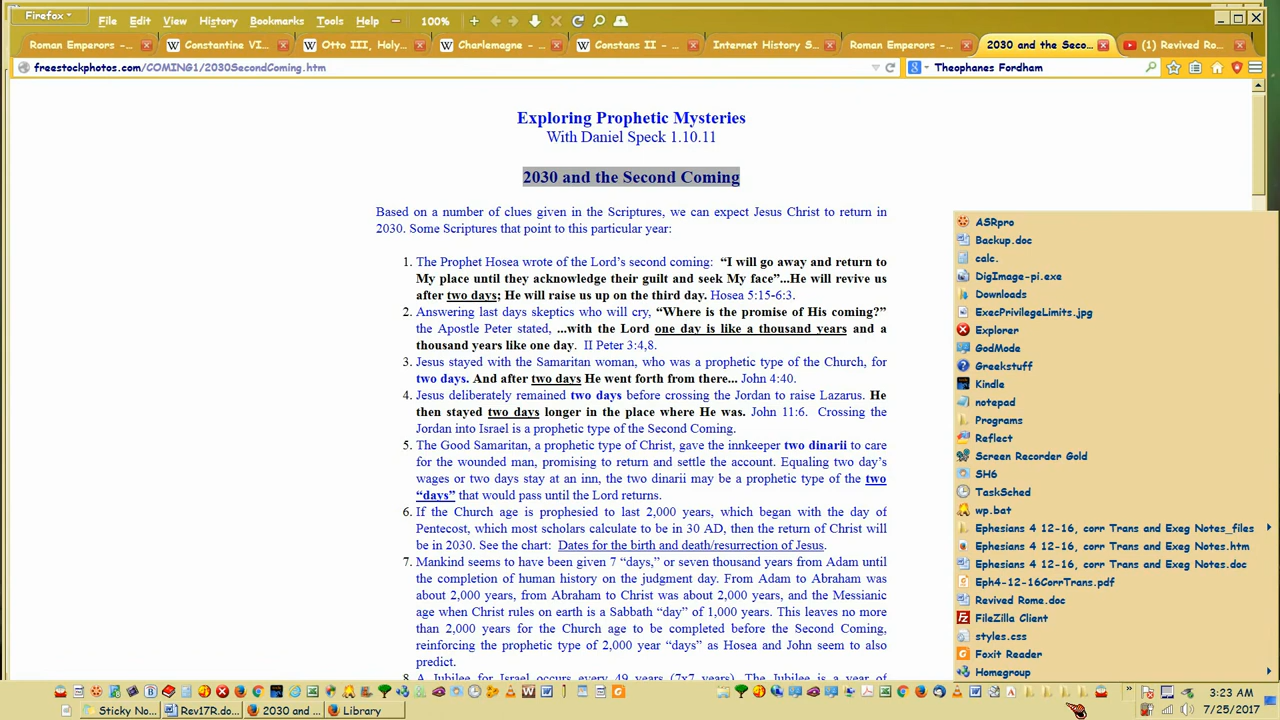 Firefox
File Edit View History Bookmarks Tools Help 100%
Roman Emperors -... Constantine VI... Otto III, Holy... Charlemagne - ... Constans II - ... Internet History S... Roman Emperors -... 2030 and the Seco... (1) Revived Ro...
freestockphotos.com/COMING1/2030SecondComing.htm Theophanes Fordham
Exploring Prophetic Mysteries
With Daniel Speck 1.10.11
2030 and the Second Coming
Based on a number of clues given in the Scriptures, we can expect Jesus Christ to return in
2030. Some Scriptures that point to this particular year:
1. The Prophet Hosea wrote of the Lord's second coming: “I will go away and return to
My place until they acknowledge their guilt and seek My face”...He will revive us
after two days; He will raise us up on the third day. Hosea 5:15-6:3.
2. Answering last days skeptics who will cry, “Where is the promise of His coming?”
the Apostle Peter stated, ...with the Lord one day is like a thousand years and a
thousand years like one day. II Peter 3:4,8.
3. Jesus stayed with the Samaritan woman, who was a prophetic type of the Church, for
two days. And after two days He went forth from there... John 4:40.
4. Jesus deliberately remained two days before crossing the Jordan to raise Lazarus. He
then stayed two days longer in the place where He was. John 11:6. Crossing the
Jordan into Israel is a prophetic type of the Second Coming.
5. The Good Samaritan, a prophetic type of Christ, gave the innkeeper two dinarii to care
for the wounded man, promising to return and settle the account. Equaling two day’s
wages or two days stay at an inn, the two dinarii may be a prophetic type of the two
“days” that would pass until the Lord returns.
6. If the Church age is prophesied to last 2,000 years, which began with the day of
Pentecost, which most scholars calculate to be in 30 AD, then the return of Christ will
be in 2030. See the chart: Dates for the birth and death/resurrection of Jesus.
7. Mankind seems to have been given 7 “days,” or seven thousand years from Adam until
the completion of human history on the judgment day. From Adam to Abraham was
about 2,000 years, from Abraham to Christ was about 2,000 years, and the Messianic
age when Christ rules on earth is a Sabbath “day” of 1,000 years. This leaves no more
than 2,000 years for the Church age to be completed before the Second Coming,
reinforcing the prophetic type of 2,000 year “days” as Hosea and John seem to also
predict.
8. A Jubilee for Israel occurs every 49 years (7x7 years). The Jubilee is a year of
ASRpro
Backup.doc
calc.
DigImage-pi.exe
Downloads
ExecPrivilegeLimits.jpg
Explorer
GodMode
Greekstuff
Kindle
notepad
Programs
Reflect
Screen Recorder Gold
SH6
TaskSched
wp.bat
Ephesians 4 12-16, corr Trans and Exeg Notes_files
Ephesians 4 12-16, corr Trans and Exeg Notes.htm
Ephesians 4 12-16, corr Trans and Exeg Notes.doc
Eph4-12-16CorrTrans.pdf
Revived Rome.doc
FileZilla Client
styles.css
Foxit Reader
Homegroup
3:23 AM
Sticky No... Rev17R.do... 2030 and ... Library 7/25/2017